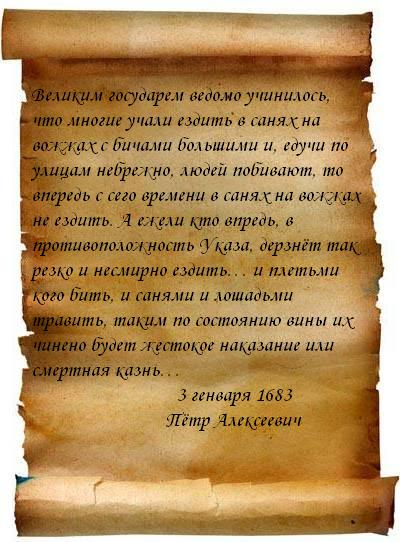 Великим государем ведомо учинилось,
что многие учали ездить в санях на
вожжах с бичами большими и, едучи по
улицам небрежно, людей побивают, то
впередь с сего времени в санях на вожжах
не ездить. А ежели кто впредь, в
противоположность Указа, дерзнёт так
резко и несмирно ездить... и плетьми
кого бить, и санями и лошадьми
травить, таким по состоянию вины их
чинено будет жестокое наказание или
смертная казнь...
3 генваря 1683
Пётр Алексеевич